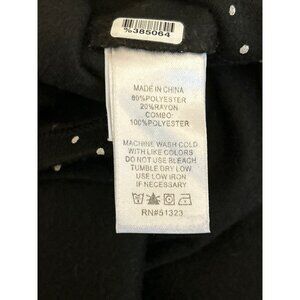 %385064
MADE IN CHINA
80%POLYESTER
20%RAYON
COMBO:
100%POLYESTER
MACHINE WASH COLD
WITH LIKE COLORS
DO NOT USE BLEACH
TUMBLE DRY LOW
USE LOW IRON
IF NECESSARY
RN#51323